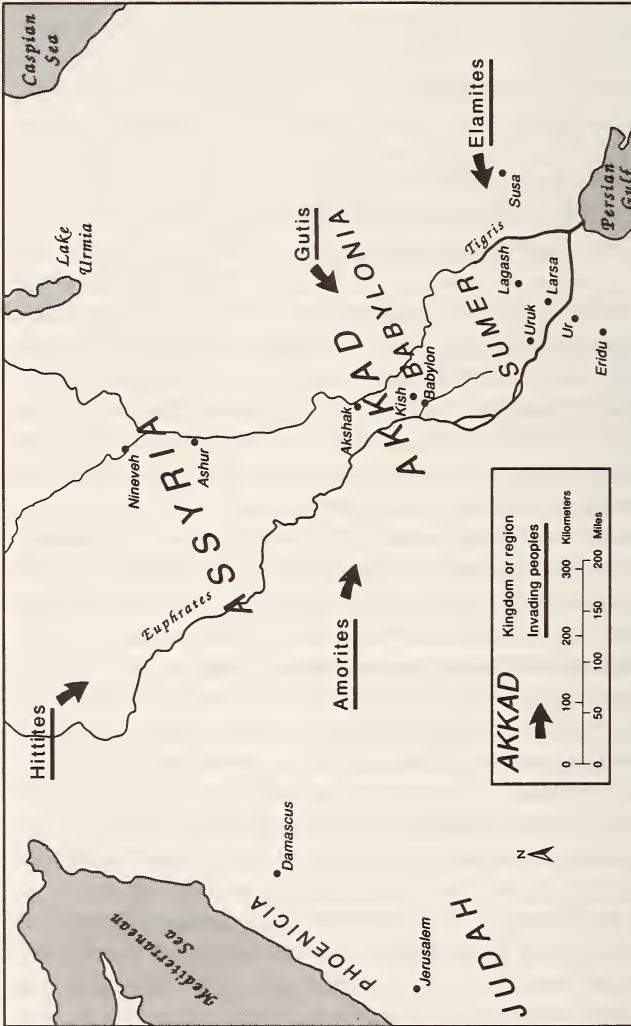 Caspian
Sea
Lake
Urmia
Hittites
Nineveh
ASSYRIA
Ashur
Euphrates
Gutis
Amorites
Akshak
AKKAD
BABYLONIA
Kish
Babylon
Tigris
Elamites
Susa
SUMER
Lagash
Uruk
Larsa
Ur
Eridu
Persian
Gulf
Mediterranean
Sea
Damascus
PHOENICIA
Jerusalem
JUDAH
N
AKKAD Kingdom or region
Invading peoples
0 100 200 300 Kilometers
0 50 100 150 200 Miles